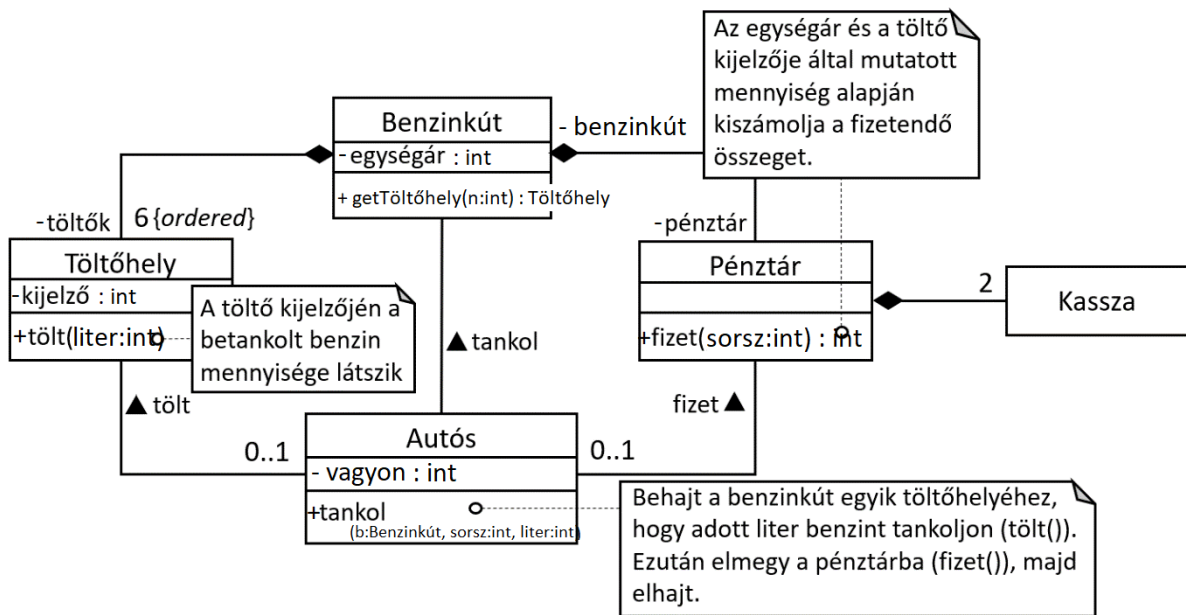 Az egységár és a töltő
kijelzője által mutatott
mennyiség alapján
kiszámolja a fizetendő
összeget.
Benzinkút
- benzinkút
-egységár : int
+ getTöltőhely(n:int) : Töltőhely
-töltők
6 {ordered}
-pénztár
Töltőhely
-kijelző : int
+tölt(liter:int)
A töltő kijelzőjén a
betankolt benzin
mennyisége látszik
▲ tankol
Pénztár
+fizet(sorsz:int) : int
2
Kassza
▲ tölt
fizet ▲
0..1
Autós
0..1
- vagyon : int
+tankol
(b:Benzinkút, sorsz:int, liter:int)
Behajt a benzinkút egyik töltőhelyéhez,
hogy adott liter benzint tankoljon (tölt()).
Ezután elmegy a pénztárba (fizet()), majd
elhajt.